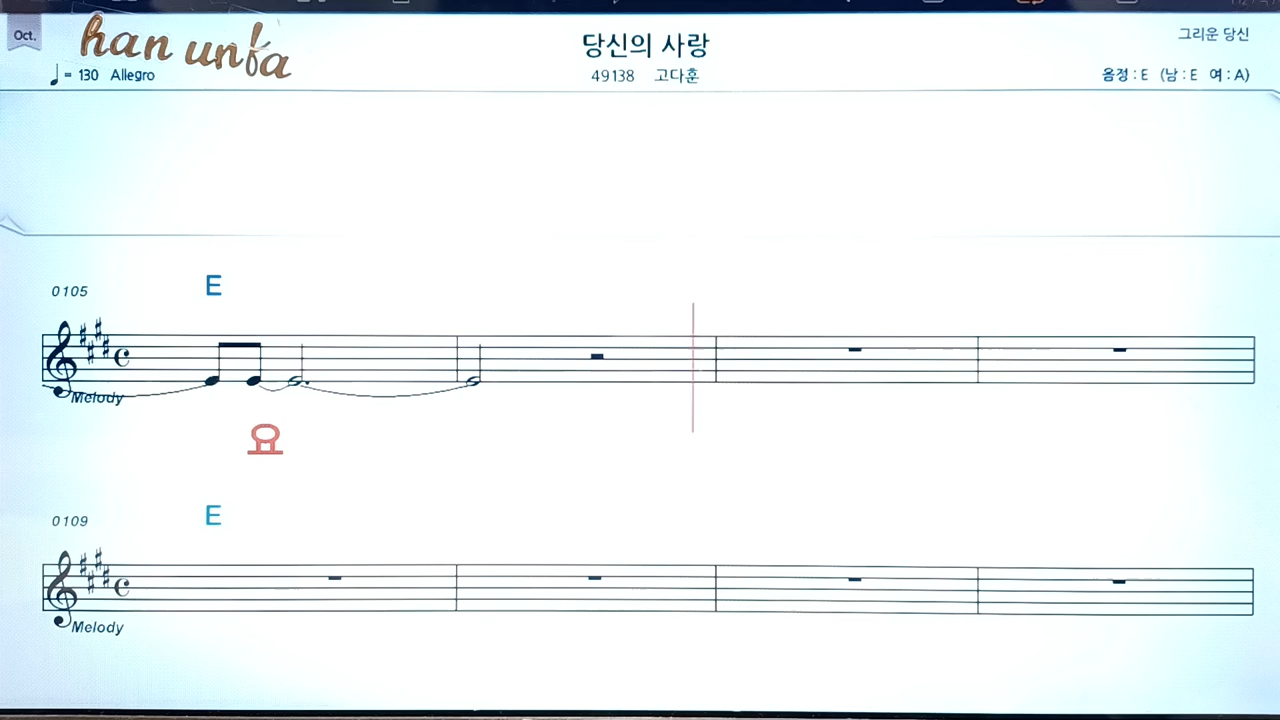 Oct.
han unfa
당신의 사랑
그리운 당신
♩ = 130 Allegro
49138 고다훈
음정 : E (남 : E 여 : A)
0105
E
Melody
요
0109
E
Melody